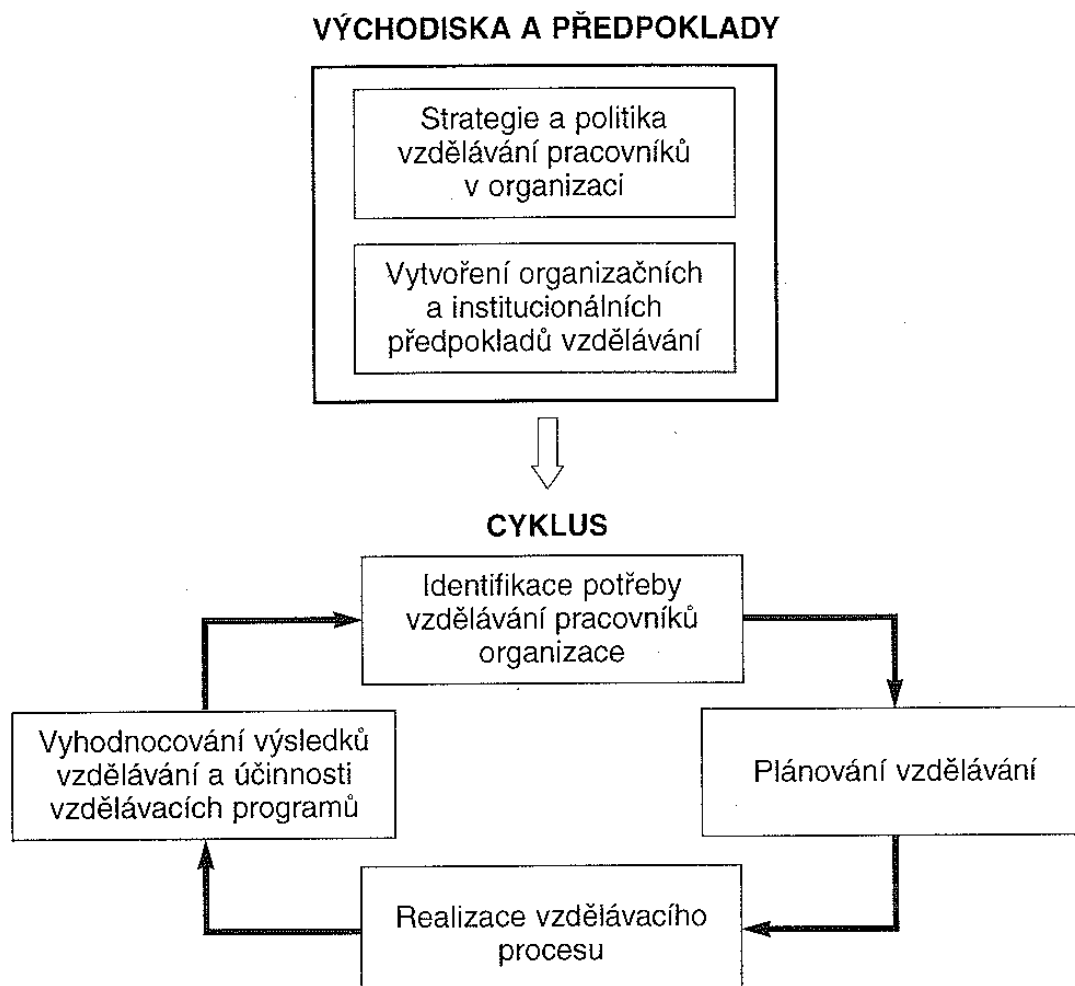 VÝCHODISKA A PŘEDPOKLADY
Strategie a politika
vzdělávání pracovníků
v organizaci
Vytvoření organizačních
a institucionálních
předpokladů vzdělávání
CYKLUS
Identifikace potřeby
vzdělávání pracovníků
organizace
Vyhodnocování výsledků
vzdělávání a účinnosti
vzdělávacích programů
Plánování vzdělávání
Realizace vzdělávacího
procesu